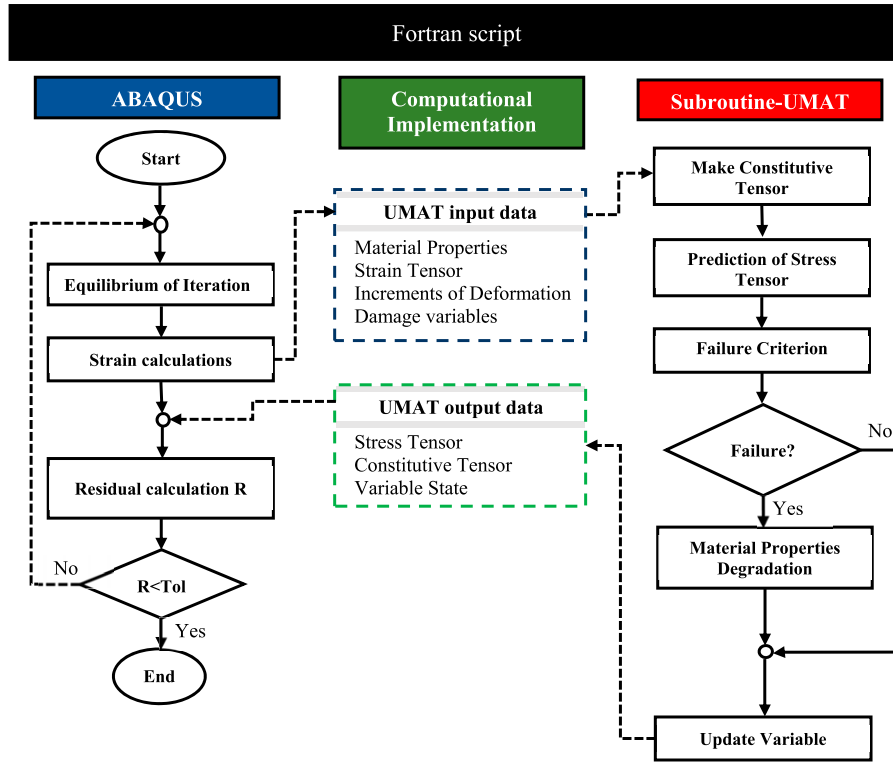 Fortran script
ABAQUS
Start
Equilibrium of Iteration
Strain calculations
Residual calculation R
No
R<Tol
Yes
End
Computational
Implementation
UMAT input data
Material Properties
Strain Tensor
Increments of Deformation
Damage variables
UMAT output data
Stress Tensor
Constitutive Tensor
Variable State
Subroutine-UMAT
Make Constitutive
Tensor
Prediction of Stress
Tensor
Failure Criterion
No
Failure?
Yes
Material Properties
Degradation
Update Variable